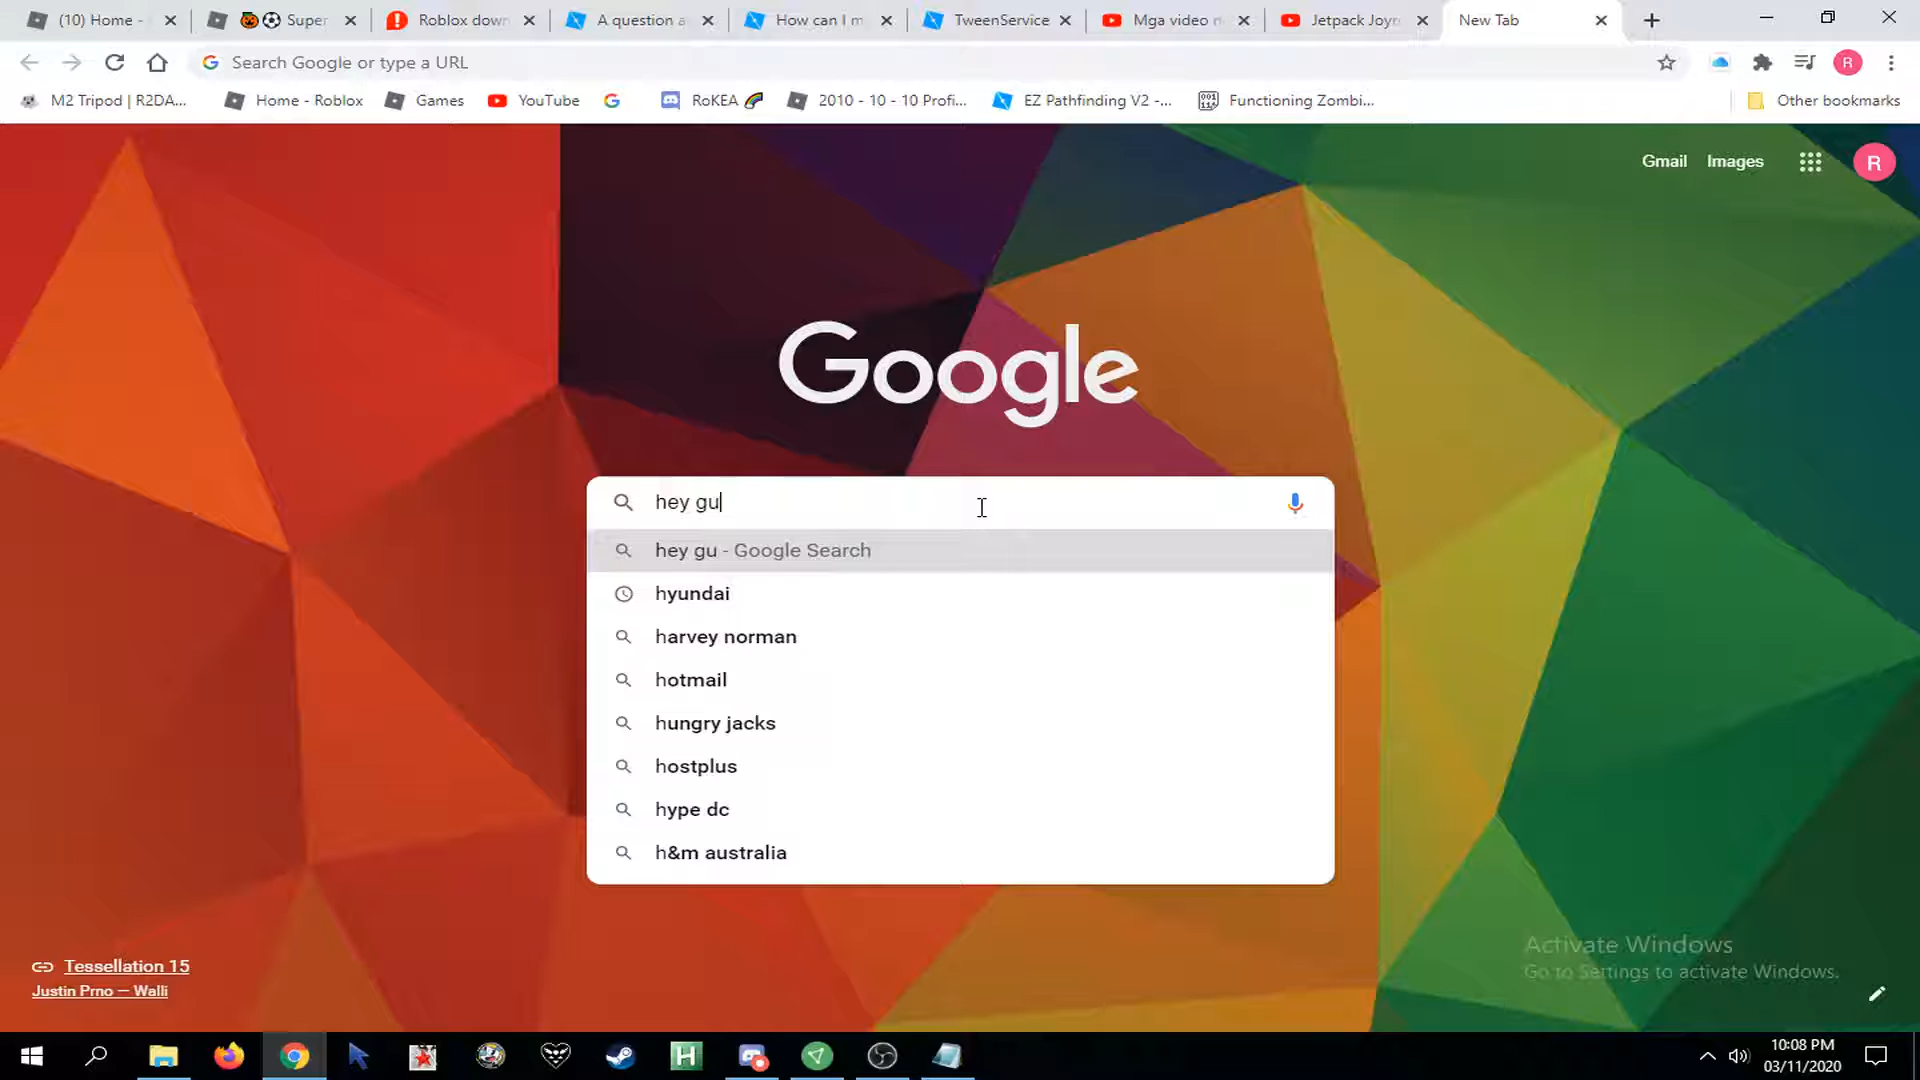 (10) Home -
Super
Roblox down
A question a
How can I m
TweenService
Mga video n
Jetpack Joyr
New Tab
Search Google or type a URL
R
M2 Tripod | R2DA...
Home - Roblox
Games
YouTube
RoKEA
2010 - 10 - 10 Profi...
EZ Pathfinding V2 -...
Functioning Zombi...
Other bookmarks
Gmail
Images
R
Google
hey gu
hey gu - Google Search
hyundai
harvey norman
hotmail
hungry jacks
hostplus
hype dc
h&m australia
Activate Windows
Go to Settings to activate Windows.
Tessellation 15
Justin Prno — Walli
H
10:08 PM
03/11/2020